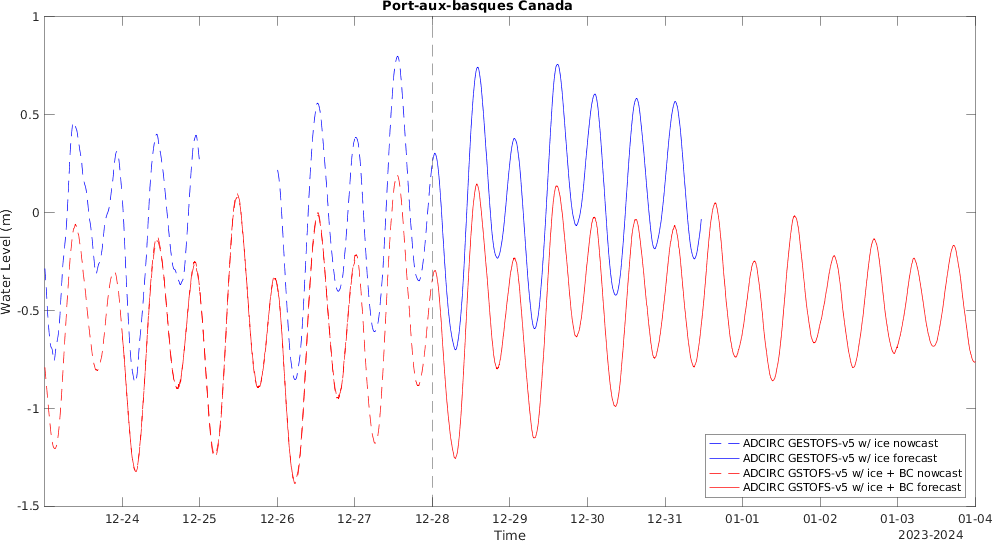 Port-aux-basques Canada
1
0.5
0
-0.5
-1
-1.5
Water Level (m)
ADCIRC GESTOFS-v5 w/ ice nowcast
ADCIRC GESTOFS-v5 w/ ice forecast
ADCIRC GSTOFS-v5 w/ ice + BC nowcast
ADCIRC GSTOFS-v5 w/ ice + BC forecast
12-24 12-25 12-26 12-27 12-28 12-29 12-30 12-31 01-01 01-02 01-03 01-04
Time
2023-2024